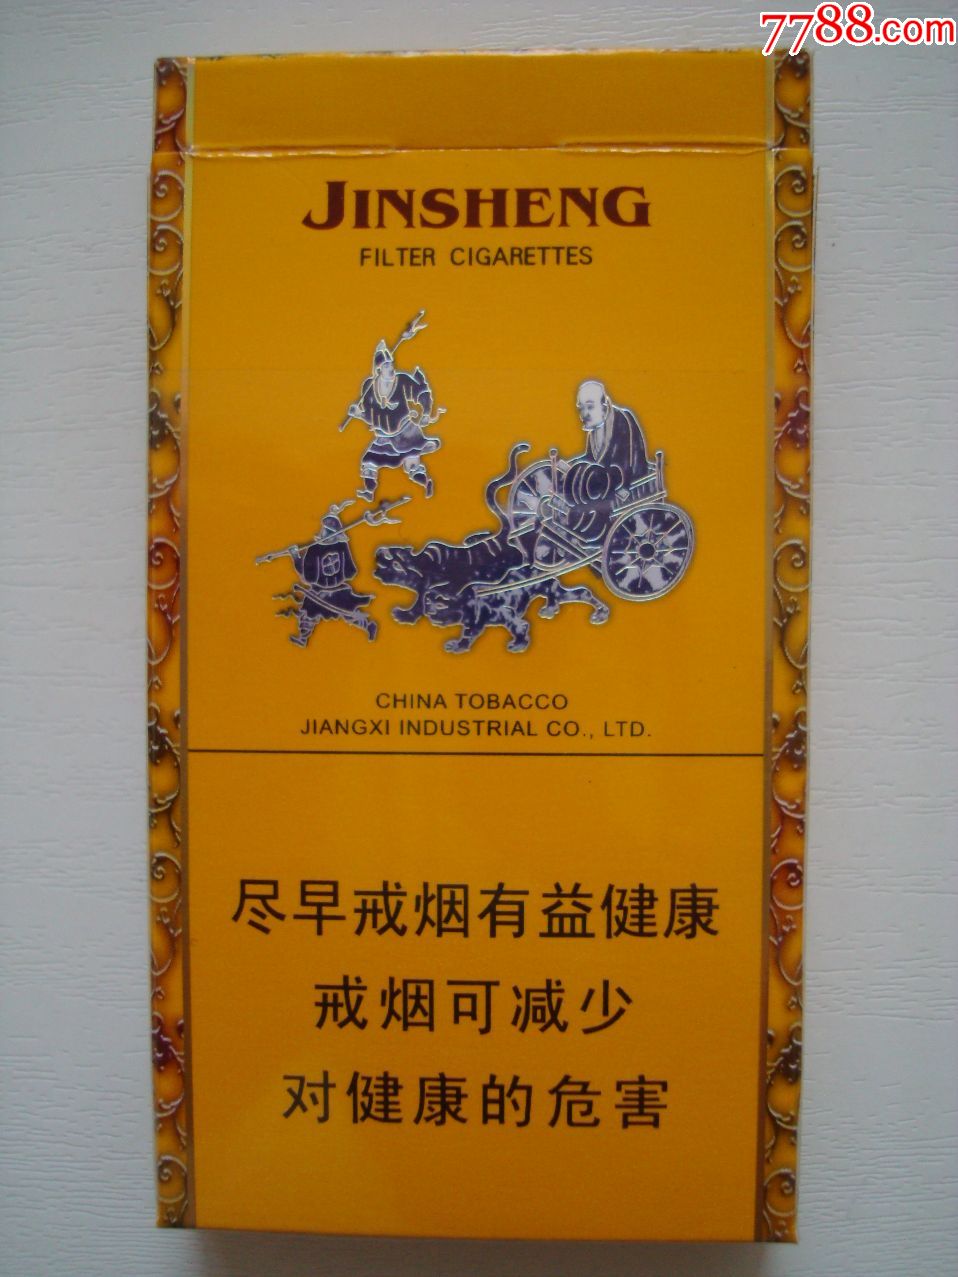 7788.com
JINSHENG
FILTER CIGARETTES
CHINA TOBACCO
JIANGXI INDUSTRIAL CO., LTD.
尽早戒烟有益健康
戒烟可减少
对健康的危害